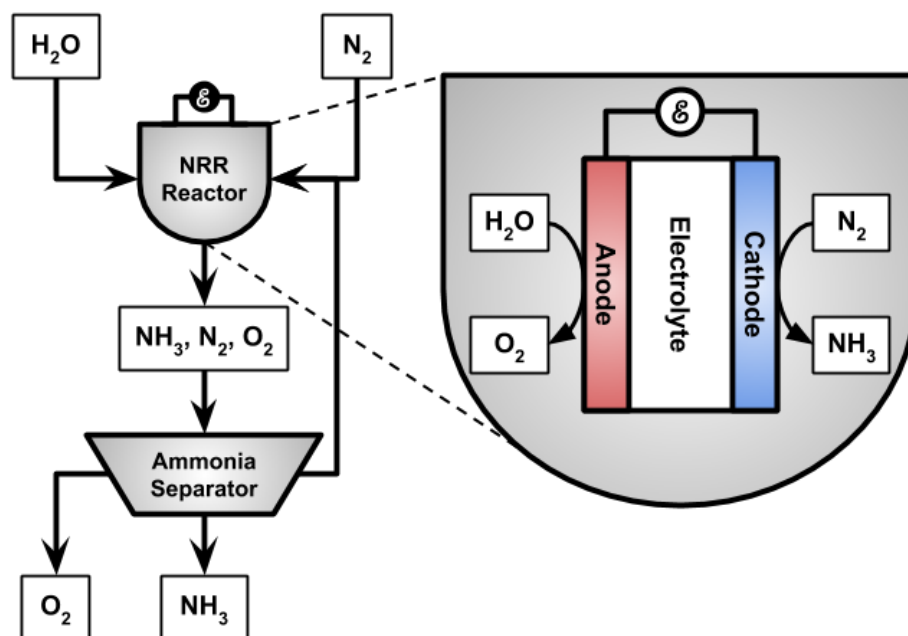 H₂O
N₂
ℰ
NRR
Reactor
NH₃, N₂, O₂
Ammonia
Separator
O₂
NH₃
ℰ
H₂O
N₂
Anode
Electrolyte
Cathode
O₂
NH₃